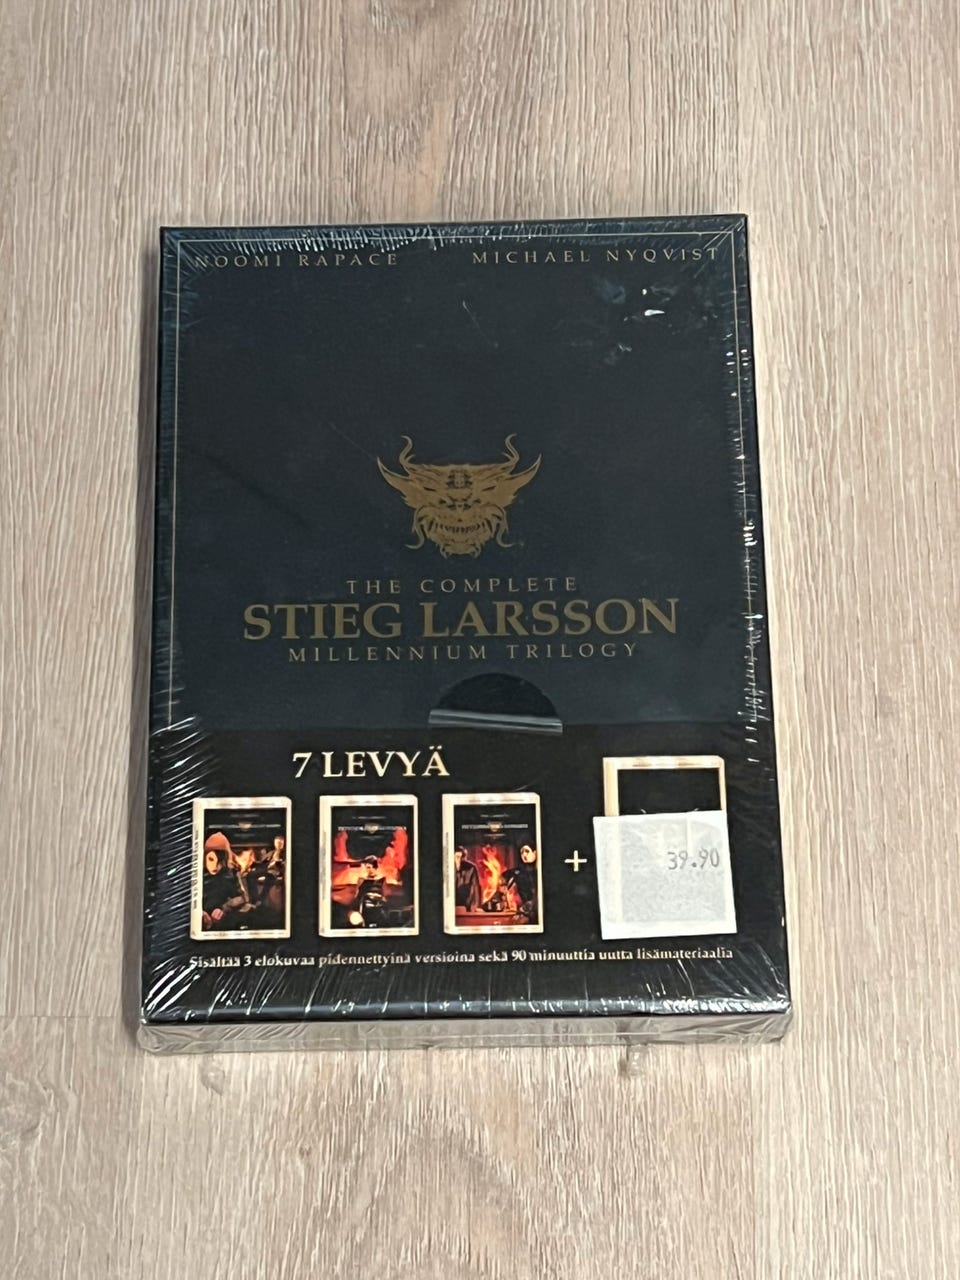 NOOMI RAPACE MICHAEL NYQVIST
THE COMPLETE
STIEG LARSSON
MILLENNIUM TRILOGY
7 LEVYÄ
+
39.90
Sisältää 3 elokuvaa pidennettyinä versioina sekä 90 minuuttia uutta lisämateriaalia